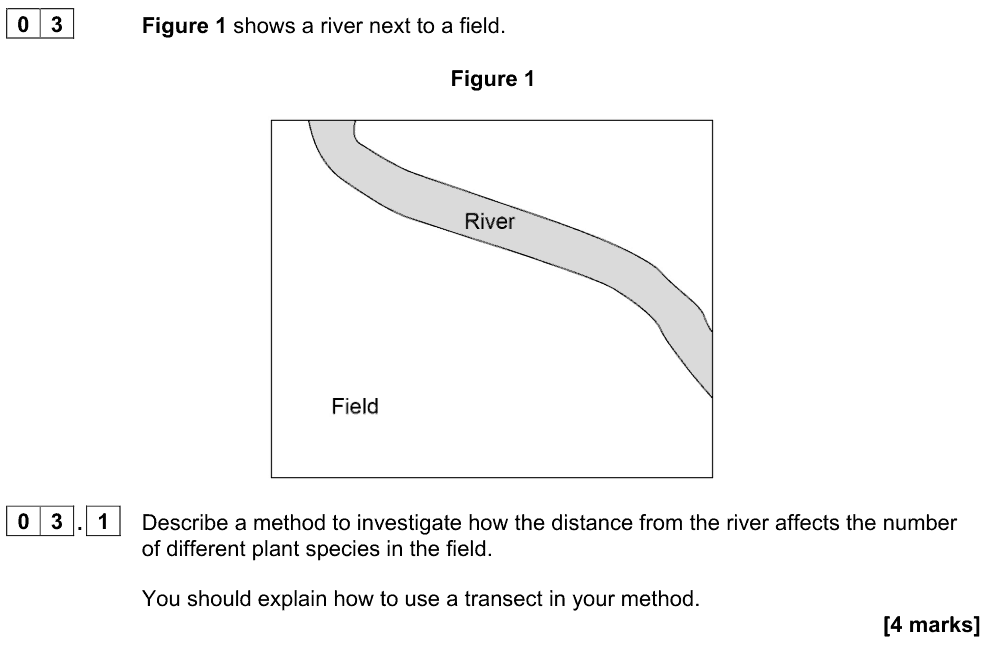 0 3 Figure 1 shows a river next to a field.
Figure 1
River
Field
0 3 . 1 Describe a method to investigate how the distance from the river affects the number
of different plant species in the field.
You should explain how to use a transect in your method.
[4 marks]